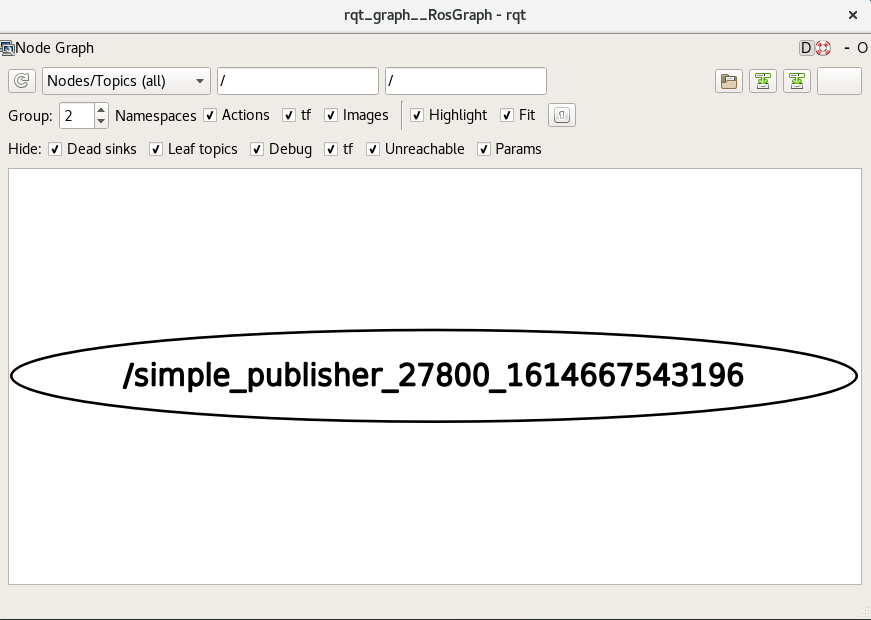 rqt_graph__RosGraph - rqt
Node Graph D - O
Nodes/Topics (all) / /
Group: 2 Namespaces Actions tf Images Highlight Fit
Hide: Dead sinks Leaf topics Debug tf Unreachable Params
/simple_publisher_27800_1614667543196